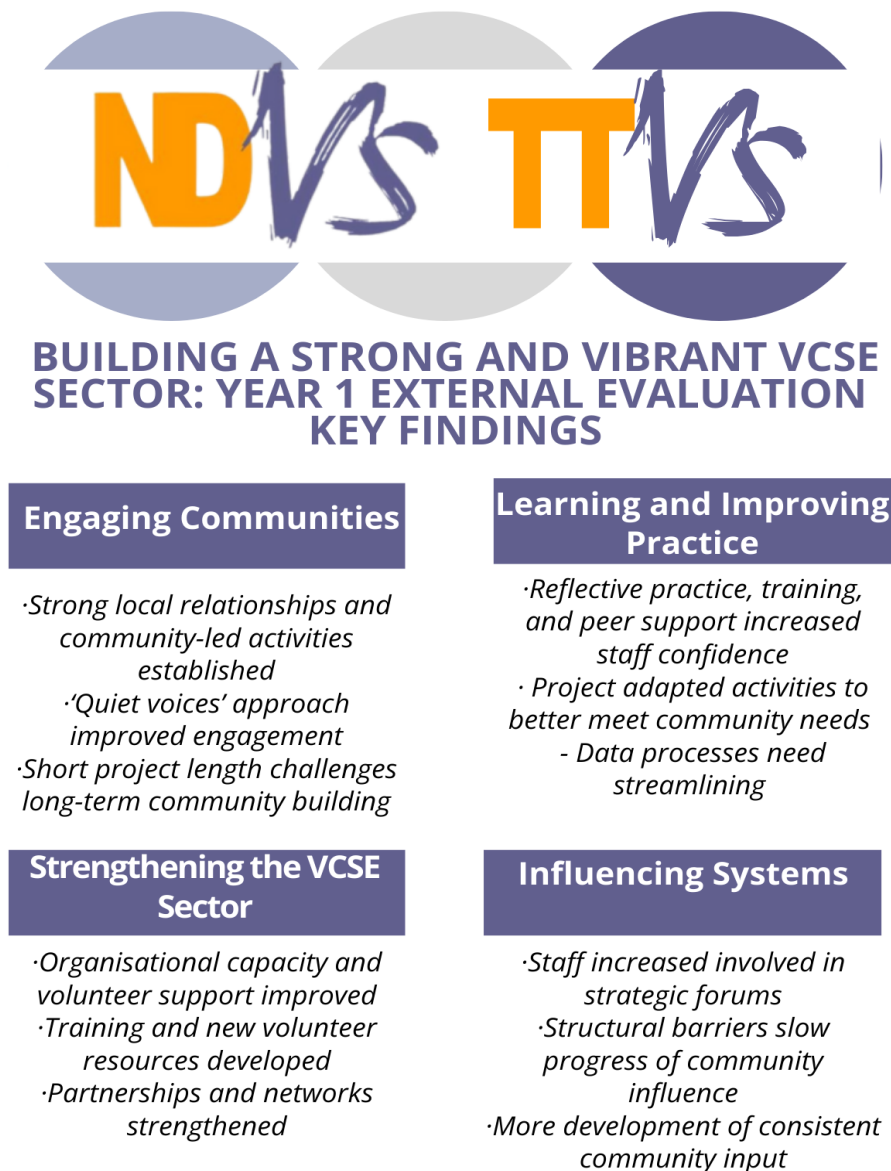 NDVS TTVS
BUILDING A STRONG AND VIBRANT VCSE
SECTOR: YEAR 1 EXTERNAL EVALUATION
KEY FINDINGS
Engaging Communities
·Strong local relationships and
community-led activities
established
·‘Quiet voices’ approach
improved engagement
·Short project length challenges
long-term community building
Learning and Improving
Practice
·Reflective practice, training,
and peer support increased
staff confidence
· Project adapted activities to
better meet community needs
- Data processes need
streamlining
Strengthening the VCSE
Sector
·Organisational capacity and
volunteer support improved
·Training and new volunteer
resources developed
·Partnerships and networks
strengthened
Influencing Systems
·Staff increased involved in
strategic forums
·Structural barriers slow
progress of community
influence
·More development of consistent
community input